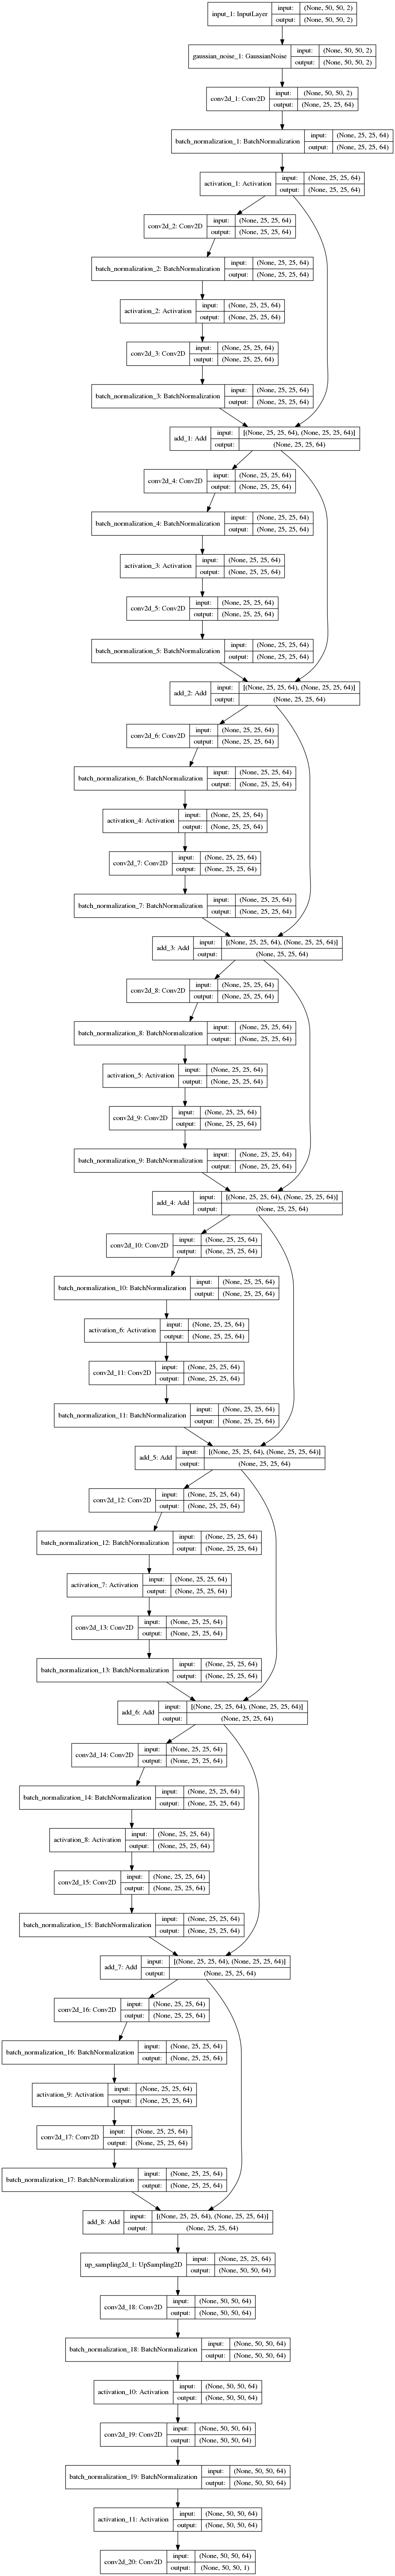 input_1: InputLayer
input: (None, 50, 50, 2)
output: (None, 50, 50, 2)
gaussian_noise_1: GaussianNoise
input: (None, 50, 50, 2)
output: (None, 50, 50, 2)
conv2d_1: Conv2D
input: (None, 50, 50, 2)
output: (None, 25, 25, 64)
batch_normalization_1: BatchNormalization
input: (None, 25, 25, 64)
output: (None, 25, 25, 64)
activation_1: Activation
input: (None, 25, 25, 64)
output: (None, 25, 25, 64)
conv2d_2: Conv2D
input: (None, 25, 25, 64)
output: (None, 25, 25, 64)
batch_normalization_2: BatchNormalization
input: (None, 25, 25, 64)
output: (None, 25, 25, 64)
activation_2: Activation
input: (None, 25, 25, 64)
output: (None, 25, 25, 64)
conv2d_3: Conv2D
input: (None, 25, 25, 64)
output: (None, 25, 25, 64)
batch_normalization_3: BatchNormalization
input: (None, 25, 25, 64)
output: (None, 25, 25, 64)
add_1: Add
input: [(None, 25, 25, 64), (None, 25, 25, 64)]
output: (None, 25, 25, 64)
conv2d_4: Conv2D
input: (None, 25, 25, 64)
output: (None, 25, 25, 64)
batch_normalization_4: BatchNormalization
input: (None, 25, 25, 64)
output: (None, 25, 25, 64)
activation_3: Activation
input: (None, 25, 25, 64)
output: (None, 25, 25, 64)
conv2d_5: Conv2D
input: (None, 25, 25, 64)
output: (None, 25, 25, 64)
batch_normalization_5: BatchNormalization
input: (None, 25, 25, 64)
output: (None, 25, 25, 64)
add_2: Add
input: [(None, 25, 25, 64), (None, 25, 25, 64)]
output: (None, 25, 25, 64)
conv2d_6: Conv2D
input: (None, 25, 25, 64)
output: (None, 25, 25, 64)
batch_normalization_6: BatchNormalization
input: (None, 25, 25, 64)
output: (None, 25, 25, 64)
activation_4: Activation
input: (None, 25, 25, 64)
output: (None, 25, 25, 64)
conv2d_7: Conv2D
input: (None, 25, 25, 64)
output: (None, 25, 25, 64)
batch_normalization_7: BatchNormalization
input: (None, 25, 25, 64)
output: (None, 25, 25, 64)
add_3: Add
input: [(None, 25, 25, 64), (None, 25, 25, 64)]
output: (None, 25, 25, 64)
conv2d_8: Conv2D
input: (None, 25, 25, 64)
output: (None, 25, 25, 64)
batch_normalization_8: BatchNormalization
input: (None, 25, 25, 64)
output: (None, 25, 25, 64)
activation_5: Activation
input: (None, 25, 25, 64)
output: (None, 25, 25, 64)
conv2d_9: Conv2D
input: (None, 25, 25, 64)
output: (None, 25, 25, 64)
batch_normalization_9: BatchNormalization
input: (None, 25, 25, 64)
output: (None, 25, 25, 64)
add_4: Add
input: [(None, 25, 25, 64), (None, 25, 25, 64)]
output: (None, 25, 25, 64)
conv2d_10: Conv2D
input: (None, 25, 25, 64)
output: (None, 25, 25, 64)
batch_normalization_10: BatchNormalization
input: (None, 25, 25, 64)
output: (None, 25, 25, 64)
activation_6: Activation
input: (None, 25, 25, 64)
output: (None, 25, 25, 64)
conv2d_11: Conv2D
input: (None, 25, 25, 64)
output: (None, 25, 25, 64)
batch_normalization_11: BatchNormalization
input: (None, 25, 25, 64)
output: (None, 25, 25, 64)
add_5: Add
input: [(None, 25, 25, 64), (None, 25, 25, 64)]
output: (None, 25, 25, 64)
conv2d_12: Conv2D
input: (None, 25, 25, 64)
output: (None, 25, 25, 64)
batch_normalization_12: BatchNormalization
input: (None, 25, 25, 64)
output: (None, 25, 25, 64)
activation_7: Activation
input: (None, 25, 25, 64)
output: (None, 25, 25, 64)
conv2d_13: Conv2D
input: (None, 25, 25, 64)
output: (None, 25, 25, 64)
batch_normalization_13: BatchNormalization
input: (None, 25, 25, 64)
output: (None, 25, 25, 64)
add_6: Add
input: [(None, 25, 25, 64), (None, 25, 25, 64)]
output: (None, 25, 25, 64)
conv2d_14: Conv2D
input: (None, 25, 25, 64)
output: (None, 25, 25, 64)
batch_normalization_14: BatchNormalization
input: (None, 25, 25, 64)
output: (None, 25, 25, 64)
activation_8: Activation
input: (None, 25, 25, 64)
output: (None, 25, 25, 64)
conv2d_15: Conv2D
input: (None, 25, 25, 64)
output: (None, 25, 25, 64)
batch_normalization_15: BatchNormalization
input: (None, 25, 25, 64)
output: (None, 25, 25, 64)
add_7: Add
input: [(None, 25, 25, 64), (None, 25, 25, 64)]
output: (None, 25, 25, 64)
conv2d_16: Conv2D
input: (None, 25, 25, 64)
output: (None, 25, 25, 64)
batch_normalization_16: BatchNormalization
input: (None, 25, 25, 64)
output: (None, 25, 25, 64)
activation_9: Activation
input: (None, 25, 25, 64)
output: (None, 25, 25, 64)
conv2d_17: Conv2D
input: (None, 25, 25, 64)
output: (None, 25, 25, 64)
batch_normalization_17: BatchNormalization
input: (None, 25, 25, 64)
output: (None, 25, 25, 64)
add_8: Add
input: [(None, 25, 25, 64), (None, 25, 25, 64)]
output: (None, 25, 25, 64)
up_sampling2d_1: UpSampling2D
input: (None, 25, 25, 64)
output: (None, 50, 50, 64)
conv2d_18: Conv2D
input: (None, 50, 50, 64)
output: (None, 50, 50, 64)
batch_normalization_18: BatchNormalization
input: (None, 50, 50, 64)
output: (None, 50, 50, 64)
activation_10: Activation
input: (None, 50, 50, 64)
output: (None, 50, 50, 64)
conv2d_19: Conv2D
input: (None, 50, 50, 64)
output: (None, 50, 50, 64)
batch_normalization_19: BatchNormalization
input: (None, 50, 50, 64)
output: (None, 50, 50, 64)
activation_11: Activation
input: (None, 50, 50, 64)
output: (None, 50, 50, 64)
conv2d_20: Conv2D
input: (None, 50, 50, 64)
output: (None, 50, 50, 1)